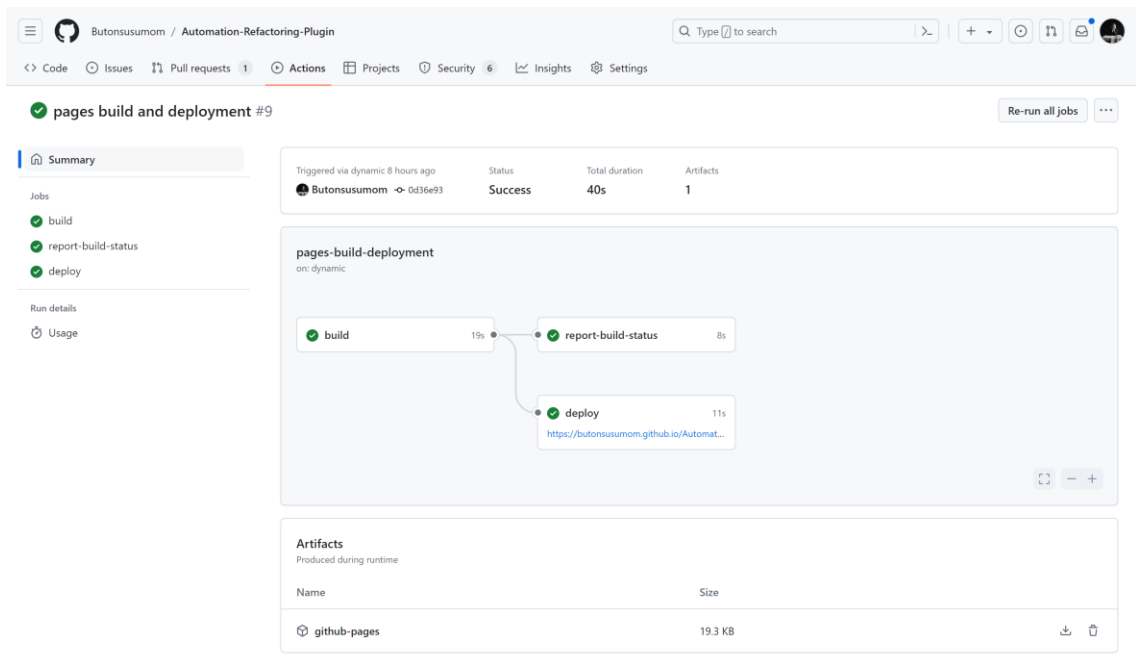 Butonsusumom / Automation-Refactoring-Plugin
Type / to search
Code Issues Pull requests 1 Actions Projects Security 6 Insights Settings
pages build and deployment #9
Re-run all jobs
Summary
Jobs
build
report-build-status
deploy
Run details
Usage
Triggered via dynamic 8 hours ago
Butonsusumom 0d36e93
Status
Success
Total duration
40s
Artifacts
1
pages-build-deployment
on: dynamic
build 19s
report-build-status 8s
deploy 11s
https://butonsusumom.github.io/Automat...
Artifacts
Produced during runtime
Name Size
github-pages 19.3 KB